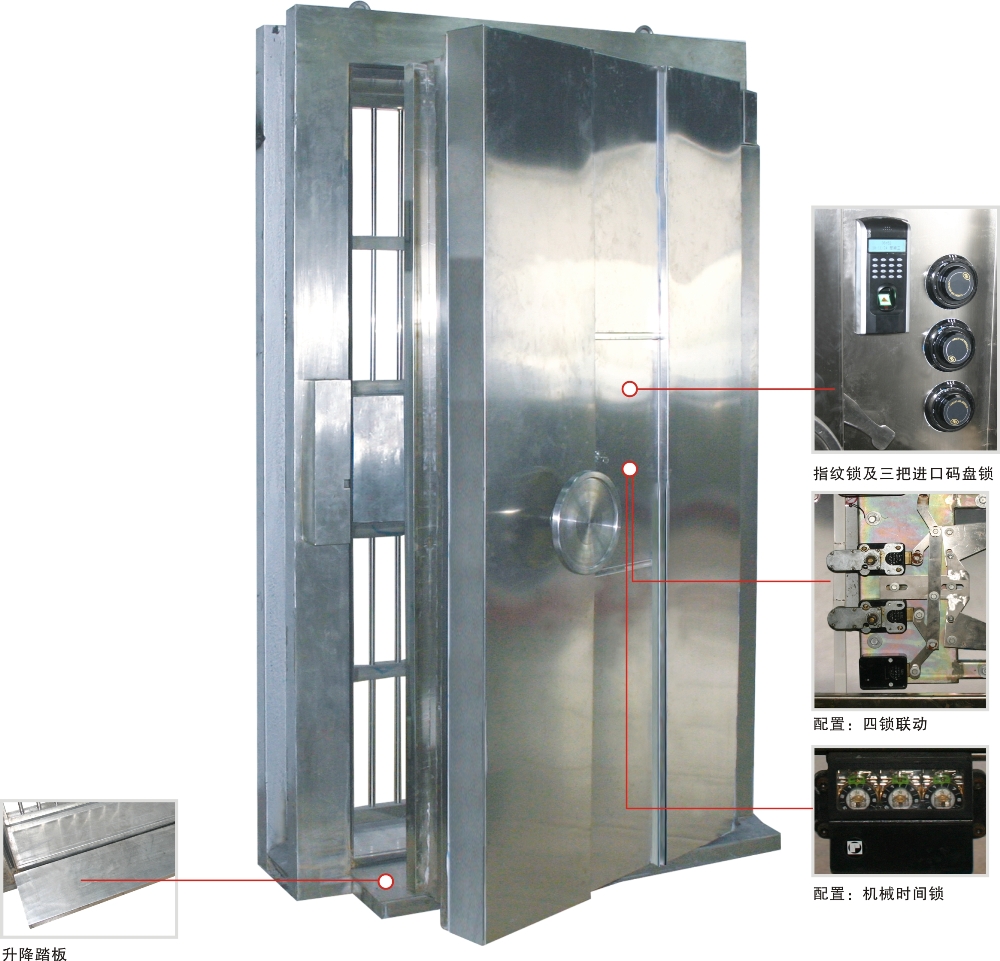 指纹锁及三把进口码盘锁
配置：四锁联动
配置：机械时间锁
升降踏板